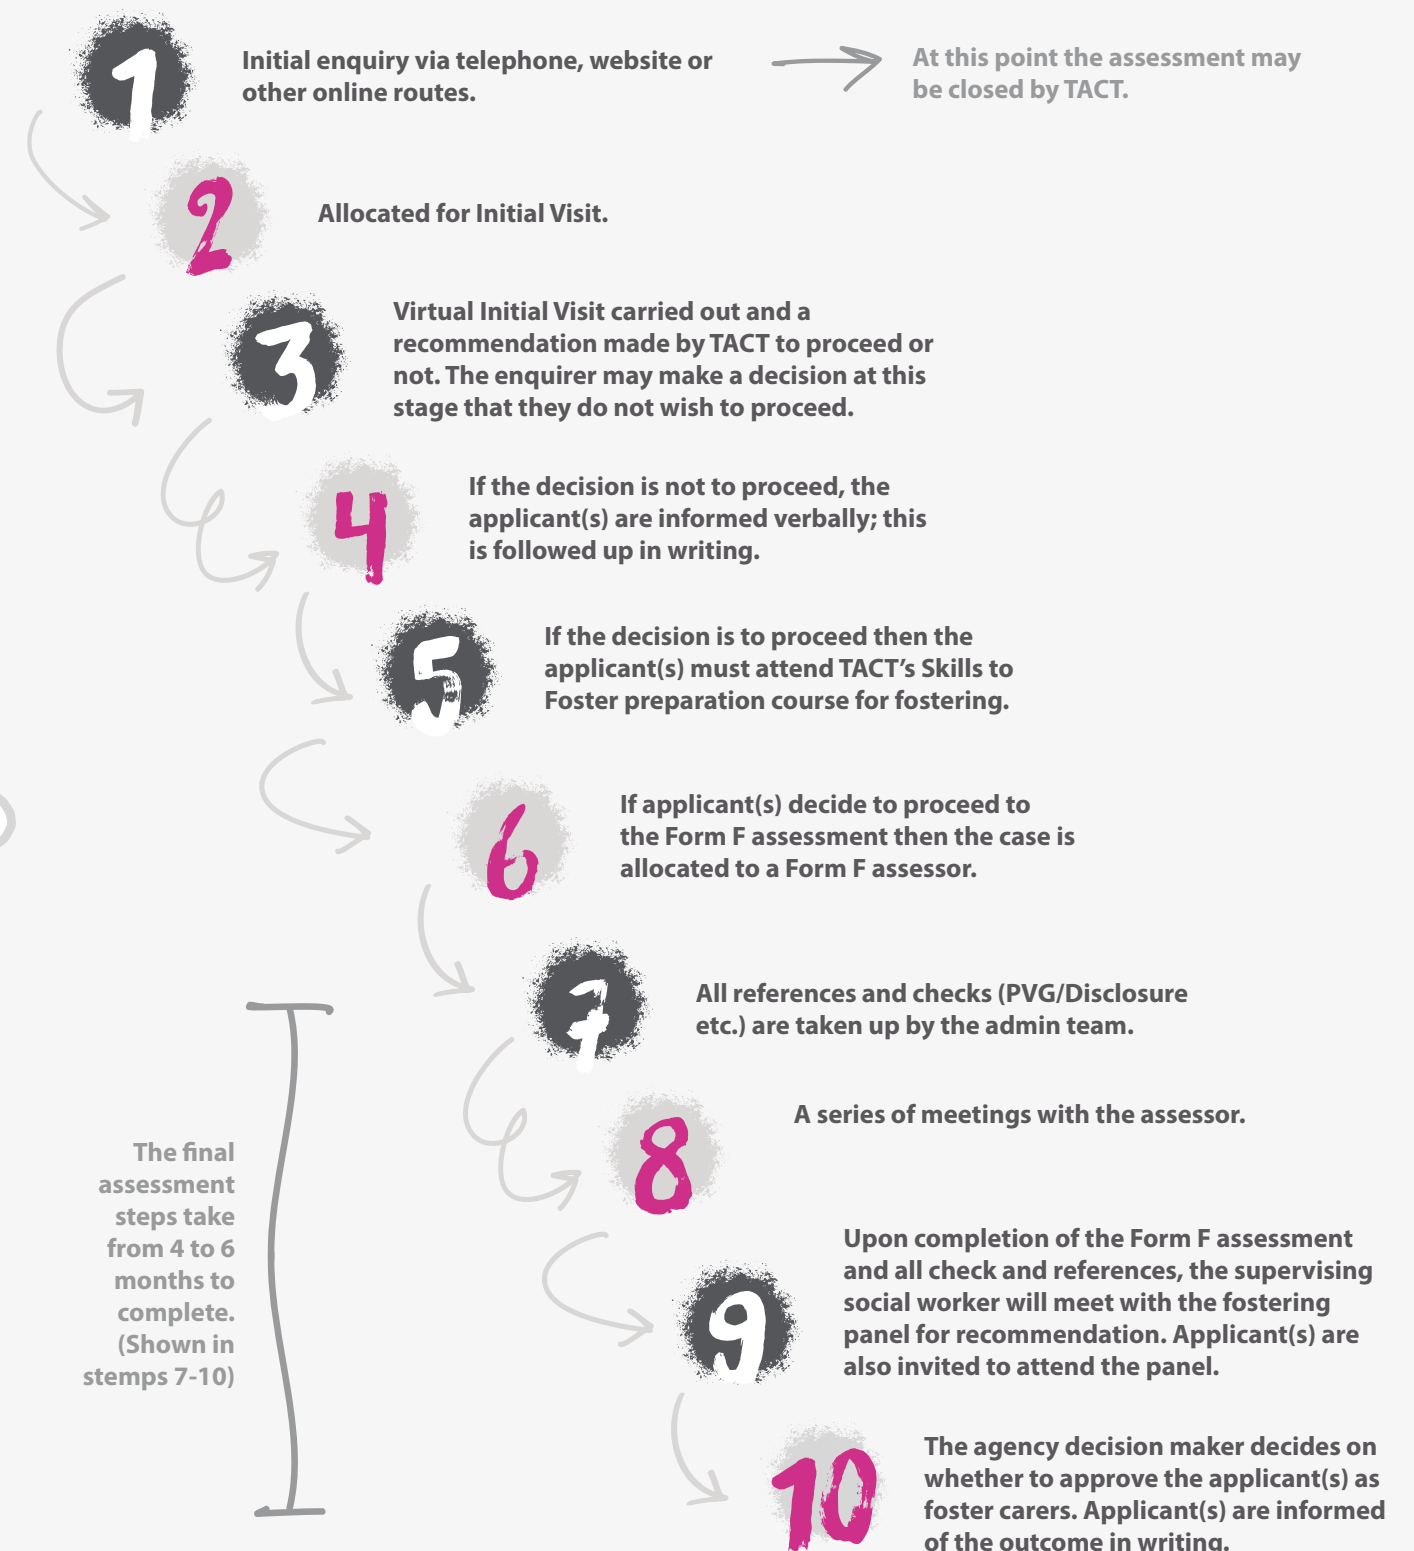 1
Initial enquiry via telephone, website or
other online routes.
At this point the assessment may
be closed by TACT.
2
Allocated for Initial Visit.
3
Virtual Initial Visit carried out and a
recommendation made by TACT to proceed or
not. The enquirer may make a decision at this
stage that they do not wish to proceed.
4
If the decision is not to proceed, the
applicant(s) are informed verbally; this
is followed up in writing.
5
If the decision is to proceed then the
applicant(s) must attend TACT’s Skills to
Foster preparation course for fostering.
6
If applicant(s) decide to proceed to
the Form F assessment then the case is
allocated to a Form F assessor.
7
All references and checks (PVG/Disclosure
etc.) are taken up by the admin team.
8
A series of meetings with the assessor.
The final
assessment
steps take
from 4 to 6
months to
complete.
(Shown in
stemps 7-10)
9
Upon completion of the Form F assessment
and all check and references, the supervising
social worker will meet with the fostering
panel for recommendation. Applicant(s) are
also invited to attend the panel.
10
The agency decision maker decides on
whether to approve the applicant(s) as
foster carers. Applicant(s) are informed
of the outcome in writing.